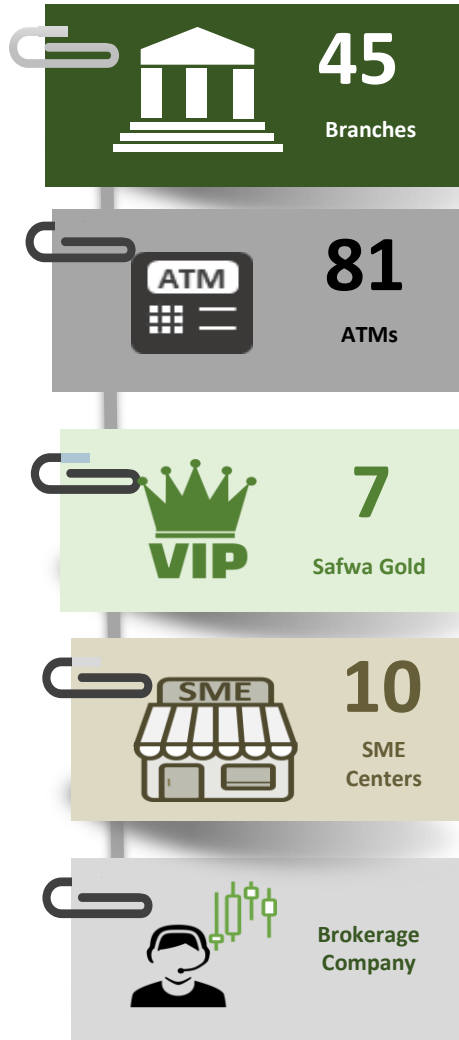 45
Branches
ATM
81
ATMs
7
VIP
Safwa Gold
SME
10
SME
Centers
Brokerage
Company